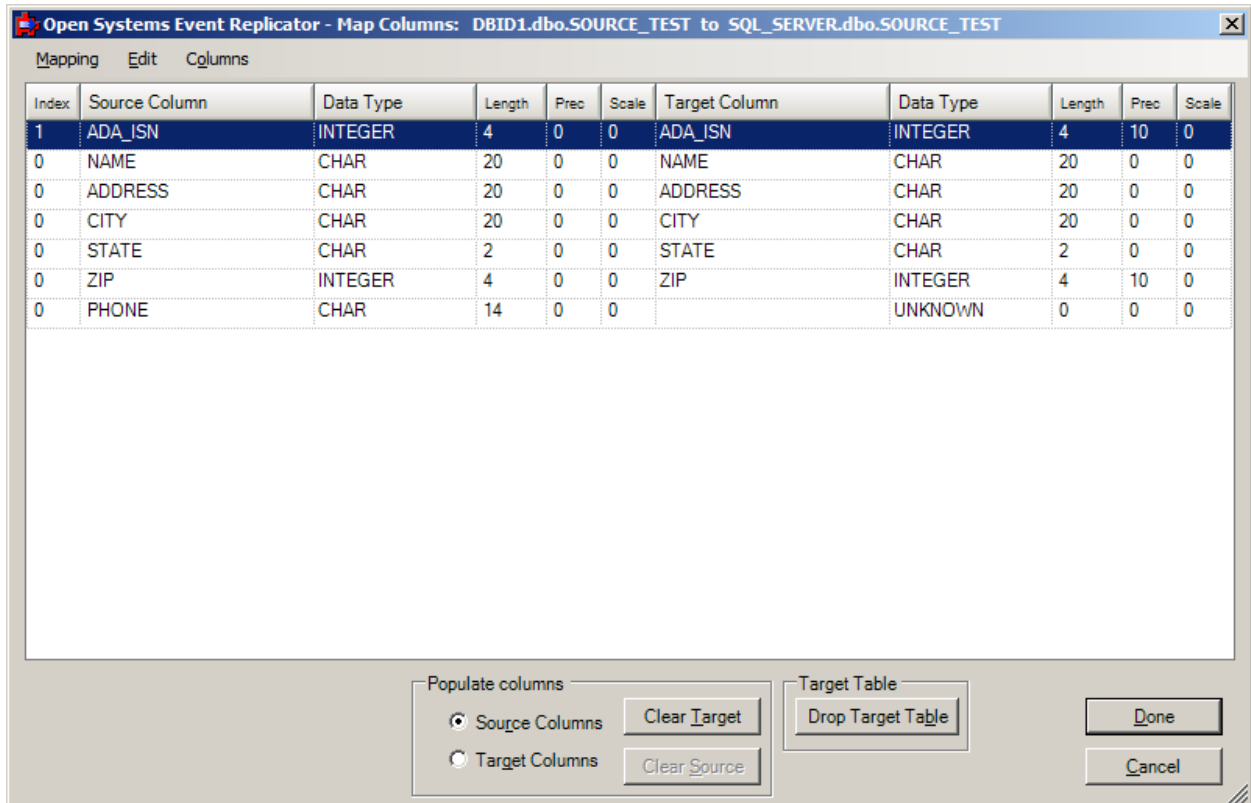 Open Systems Event Replicator - Map Columns: DBID1.dbo.SOURCE_TEST to SQL_SERVER.dbo.SOURCE_TEST
Mapping Edit Columns
Index Source Column Data Type Length Prec Scale Target Column Data Type Length Prec Scale
1 ADA_ISN INTEGER 4 0 0 ADA_ISN INTEGER 4 10 0
0 NAME CHAR 20 0 0 NAME CHAR 20 0 0
0 ADDRESS CHAR 20 0 0 ADDRESS CHAR 20 0 0
0 CITY CHAR 20 0 0 CITY CHAR 20 0 0
0 STATE CHAR 2 0 0 STATE CHAR 2 0 0
0 ZIP INTEGER 4 0 0 ZIP INTEGER 4 10 0
0 PHONE CHAR 14 0 0 UNKNOWN 0 0 0
Populate columns
Source Columns
Clear Target
Target Columns
Clear Source
Target Table
Drop Target Table
Done
Cancel